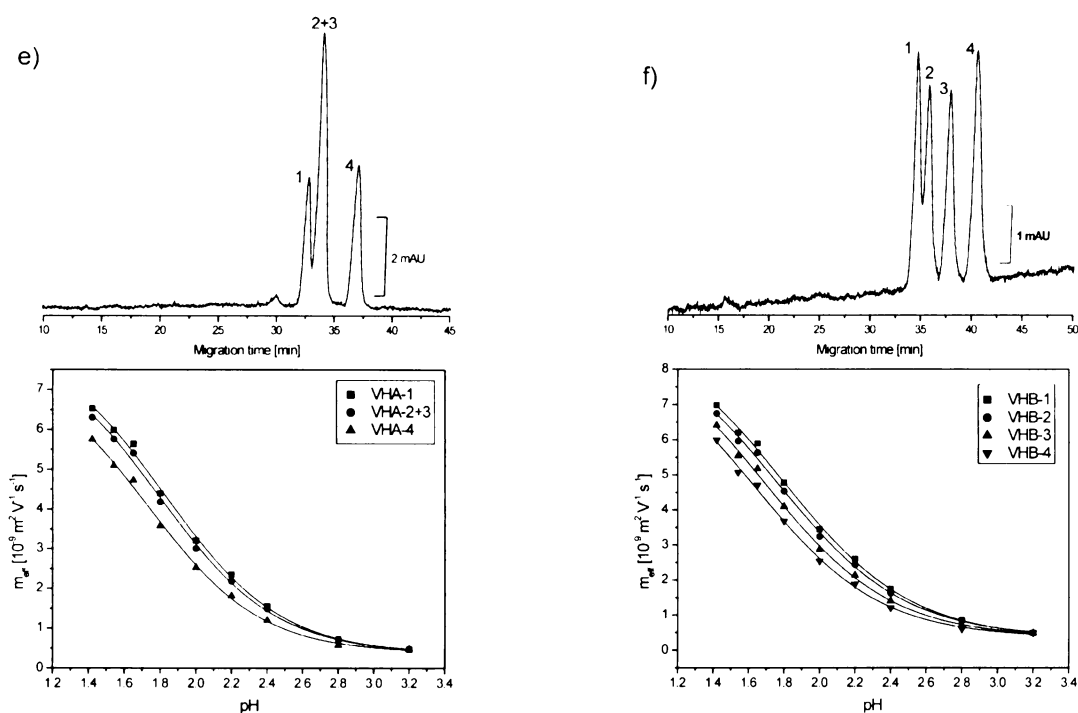 e)
2+3
1
4
2 mAU
10 15 20 25 30 35 40 45
Migration time [min]
7
6
5
4
3
2
1
0
m_eff [10⁻⁹ m² V⁻¹ s⁻¹]
VHA-1
VHA-2+3
VHA-4
1.2 1.4 1.6 1.8 2.0 2.2 2.4 2.6 2.8 3.0 3.2 3.4
pH
f)
1
2
3
4
1 mAU
10 15 20 25 30 35 40 45 50
Migration time [min]
8
7
6
5
4
3
2
1
0
m_eff [10⁻⁹ m² V⁻¹ s⁻¹]
VHB-1
VHB-2
VHB-3
VHB-4
1.2 1.4 1.6 1.8 2.0 2.2 2.4 2.6 2.8 3.0 3.2 3.4
pH